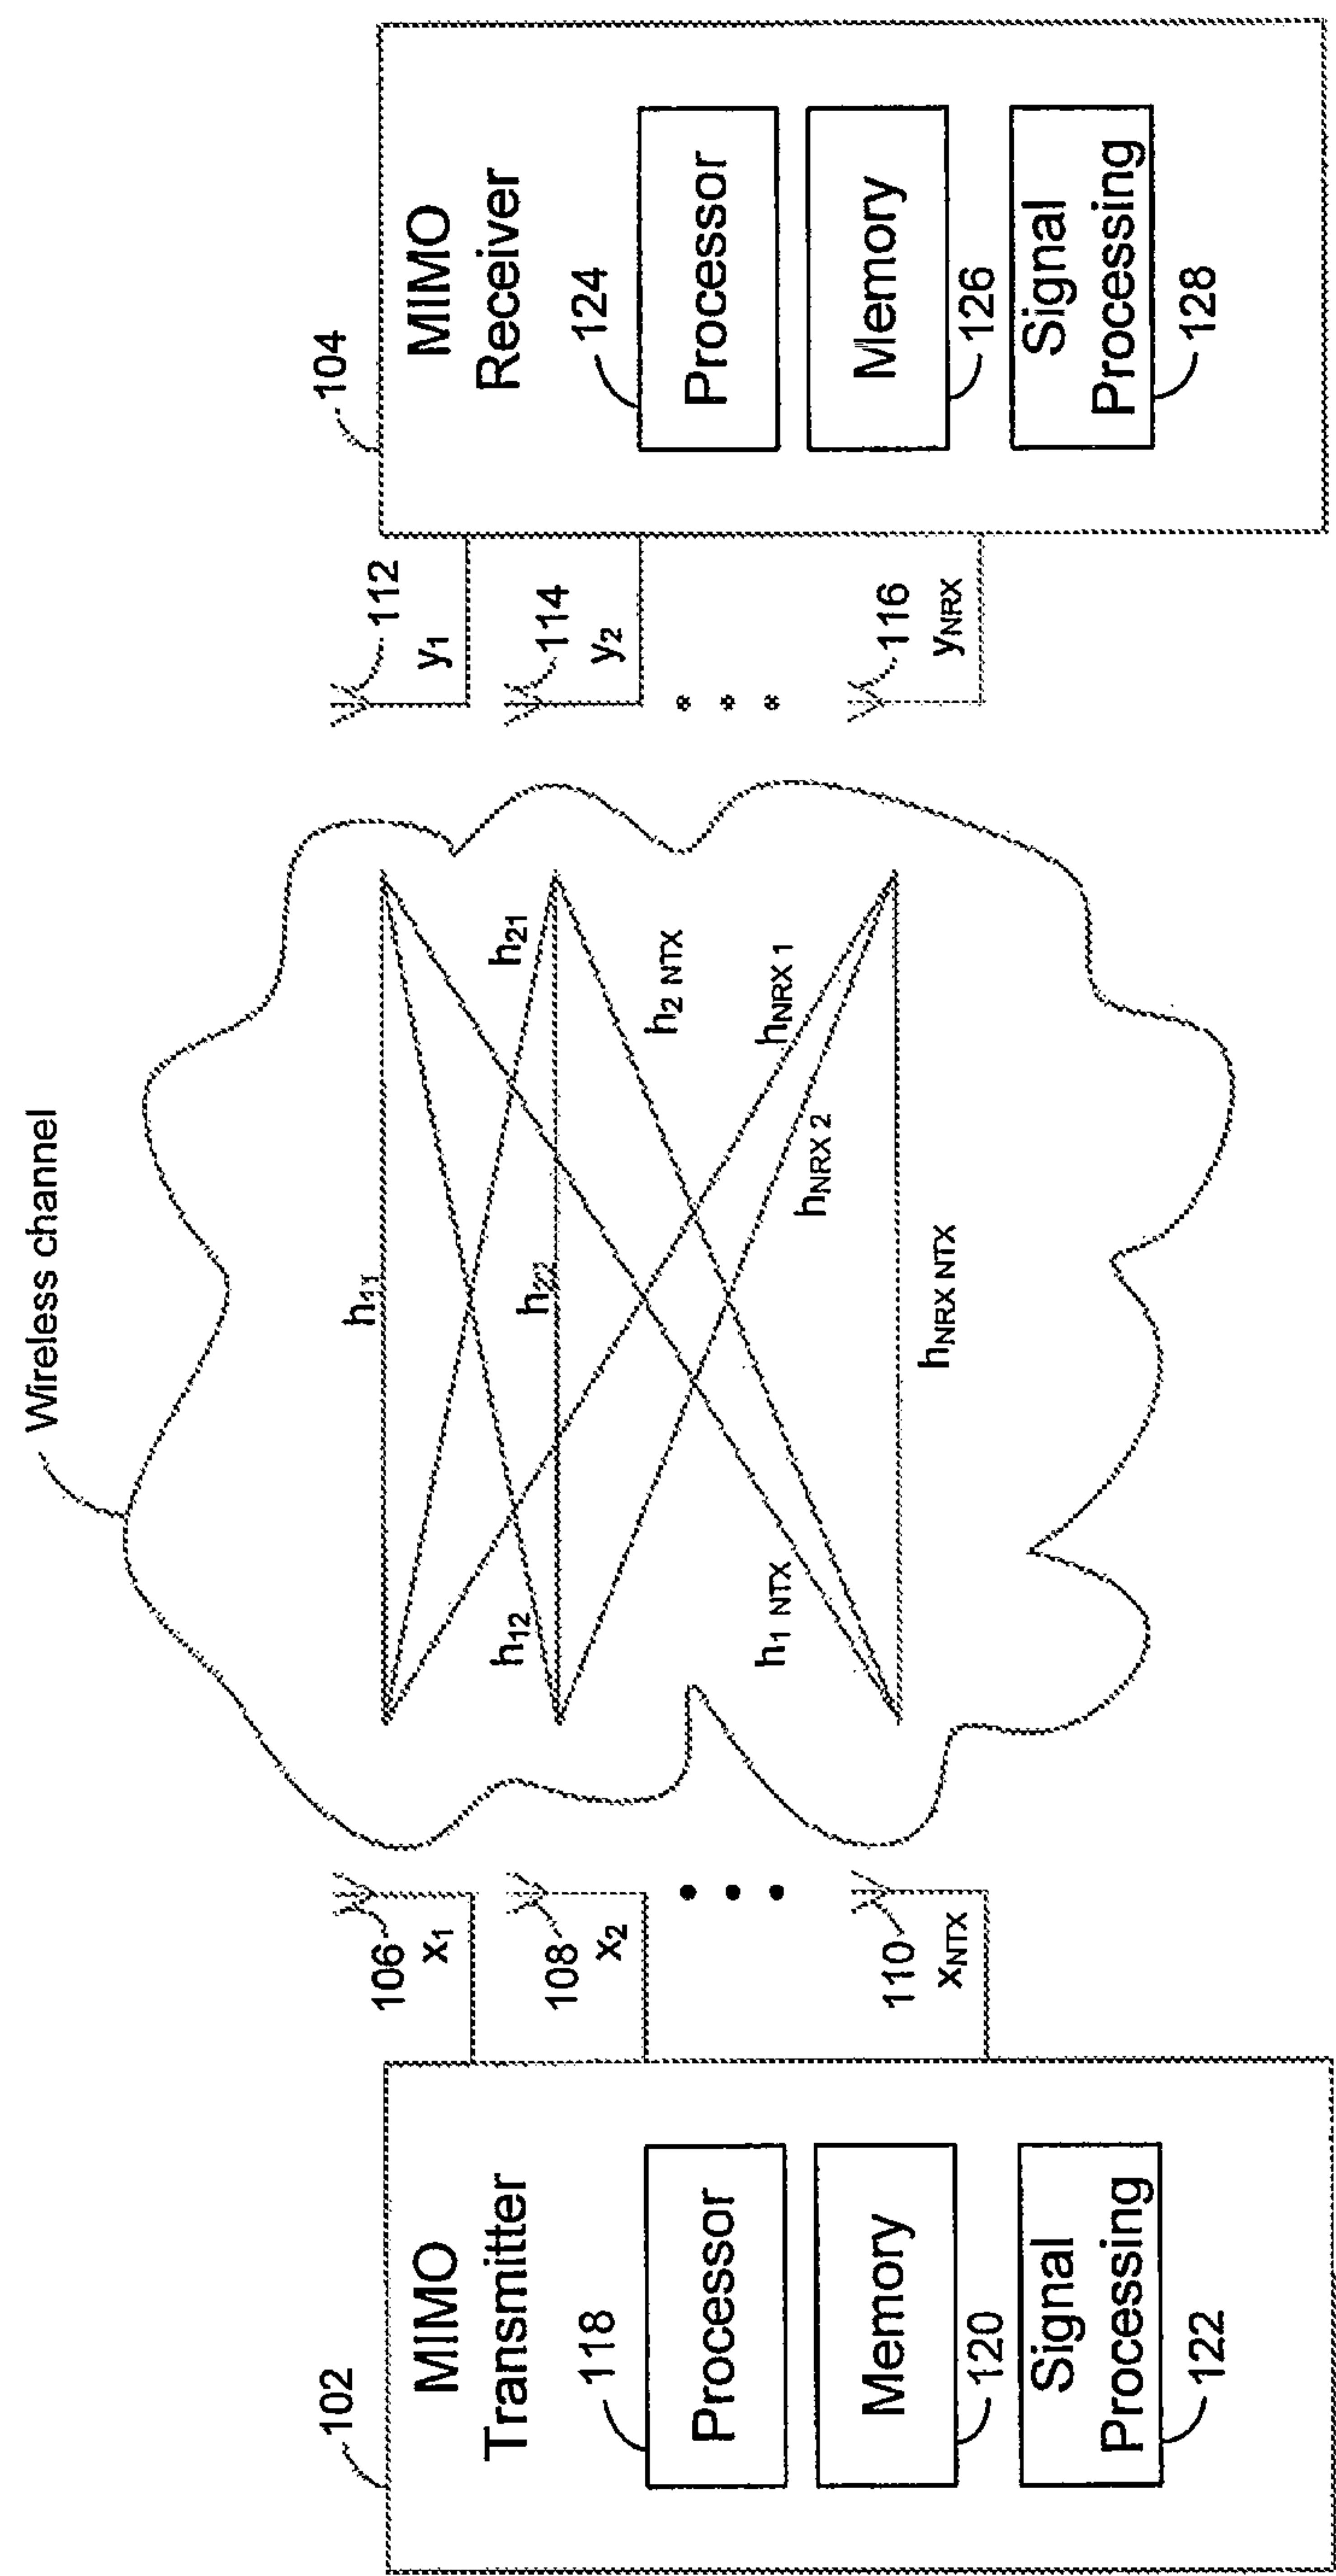 Wireless channel
102
MIMO
Transmitter
118
Processor
Memory
120
Signal
Processing
122
106
x1
108
x2
110
xNTX
h11
h12
h21
h22
h2 NTX
h1 NTX
hNRX 1
hNRX 2
hNRX NTX
112
y1
114
y2
116
yNRX
104
MIMO
Receiver
124
Processor
Memory
126
Signal
Processing
128